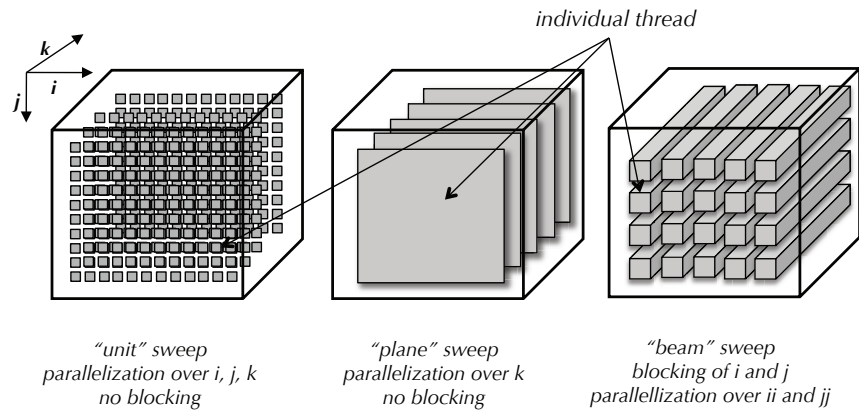 individual thread
k
i
j
"unit" sweep
parallelization over i, j, k
no blocking
"plane" sweep
parallelization over k
no blocking
"beam" sweep
blocking of i and j
parallellization over ii and jj